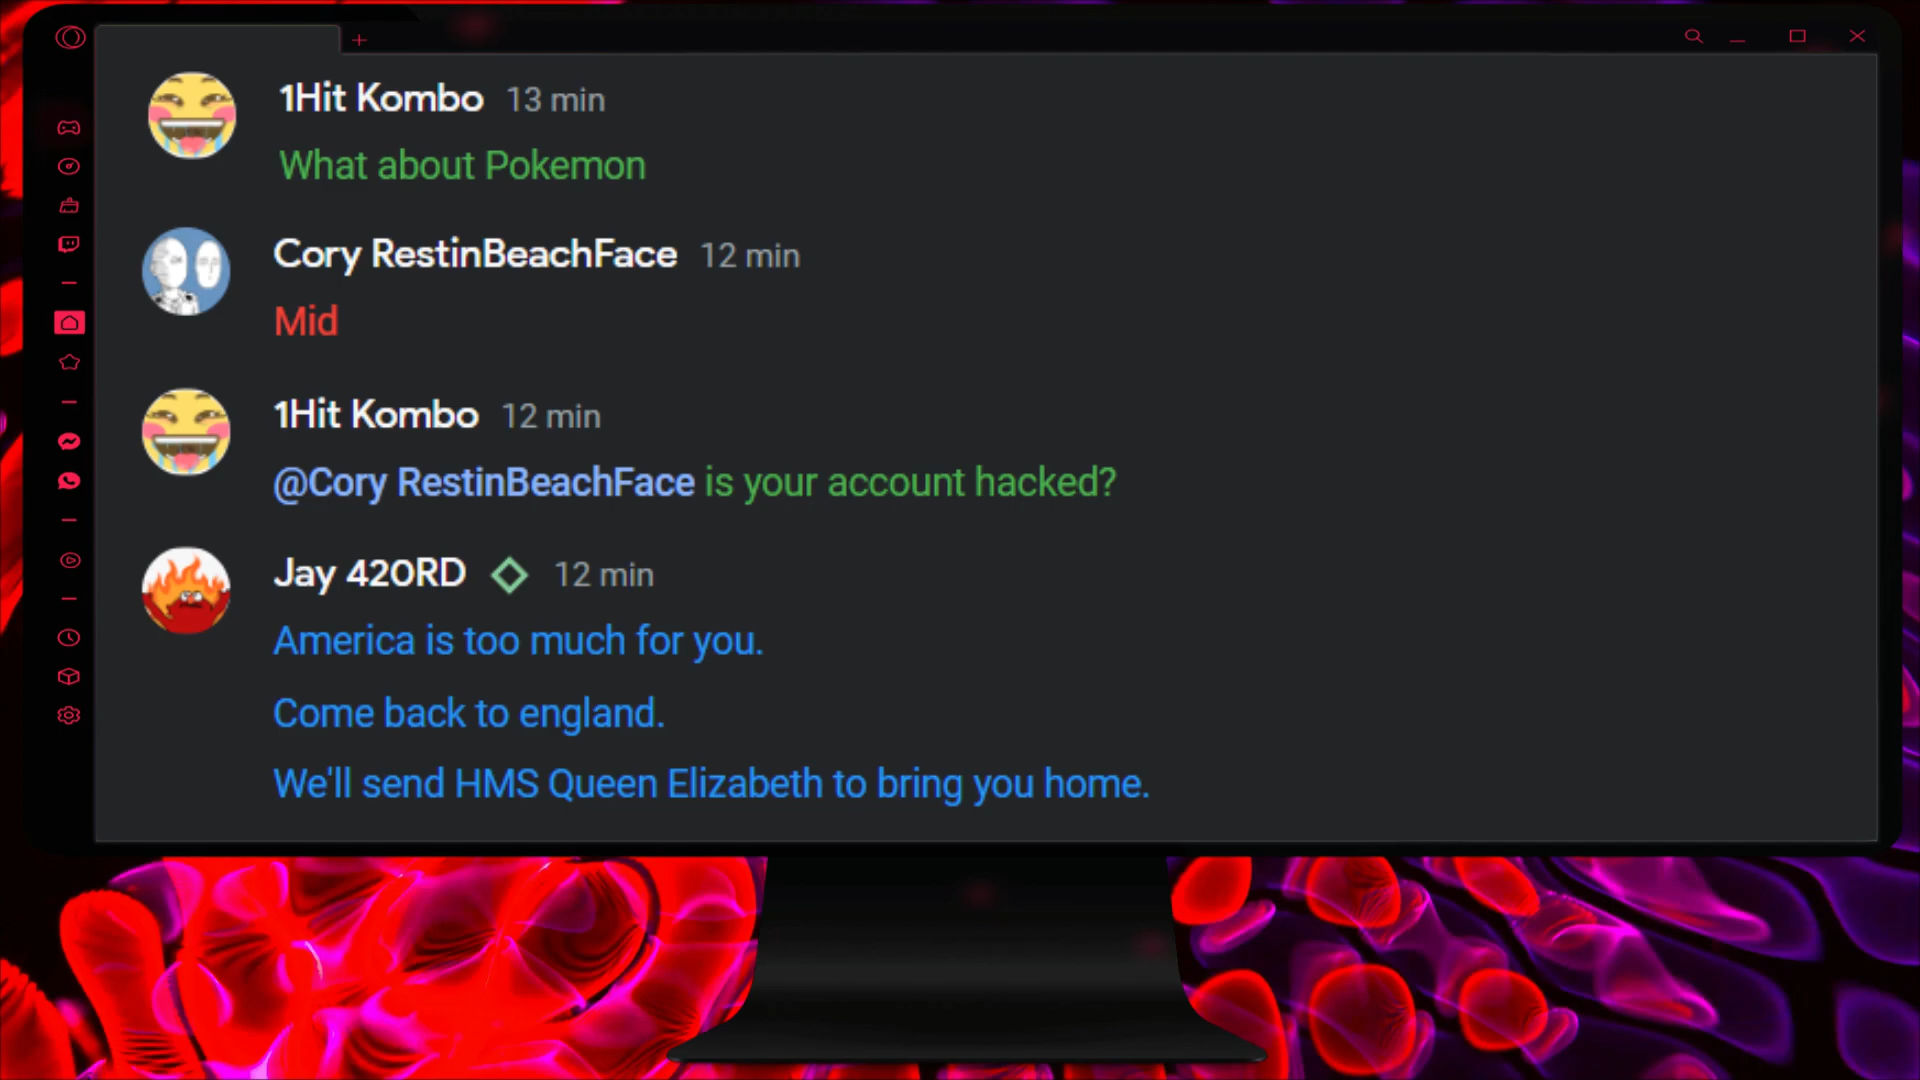 1Hit Kombo 13 min
What about Pokemon
Cory RestinBeachFace 12 min
Mid
1Hit Kombo 12 min
@Cory RestinBeachFace is your account hacked?
Jay 420RD 12 min
America is too much for you.
Come back to england.
We'll send HMS Queen Elizabeth to bring you home.